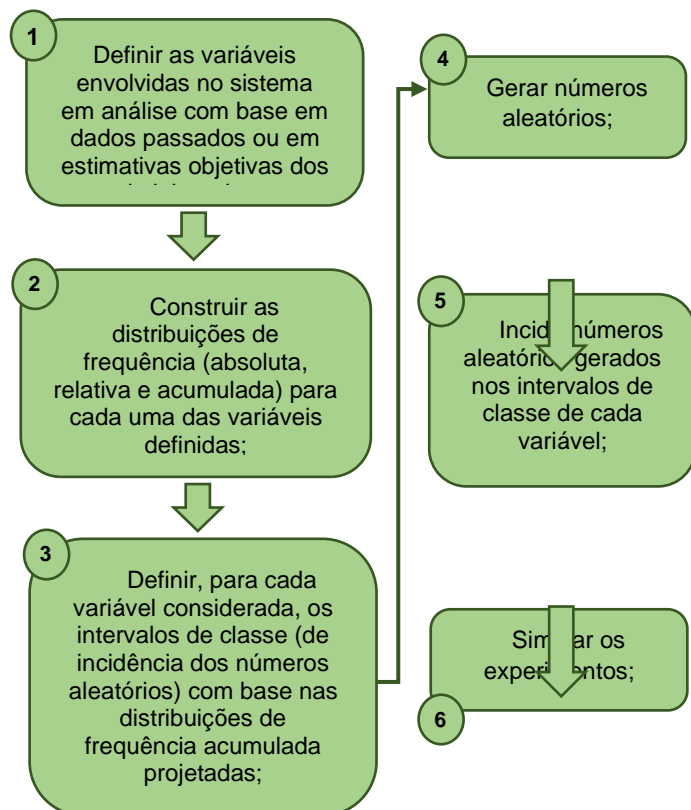 1
Definir as variáveis
envolvidas no sistema
em análise com base em
dados passados ou em
estimativas objetivas dos
2
Construir as
distribuições de
frequência (absoluta,
relativa e acumulada) para
cada uma das variáveis
definidas;
3
Definir, para cada
variável considerada, os
intervalos de classe (de
incidência dos números
aleatórios) com base nas
distribuições de
frequência acumulada
projetadas;
4
Gerar números
aleatórios;
5
números
gerados
nos intervalos de
classe de cada
variável;
os
6